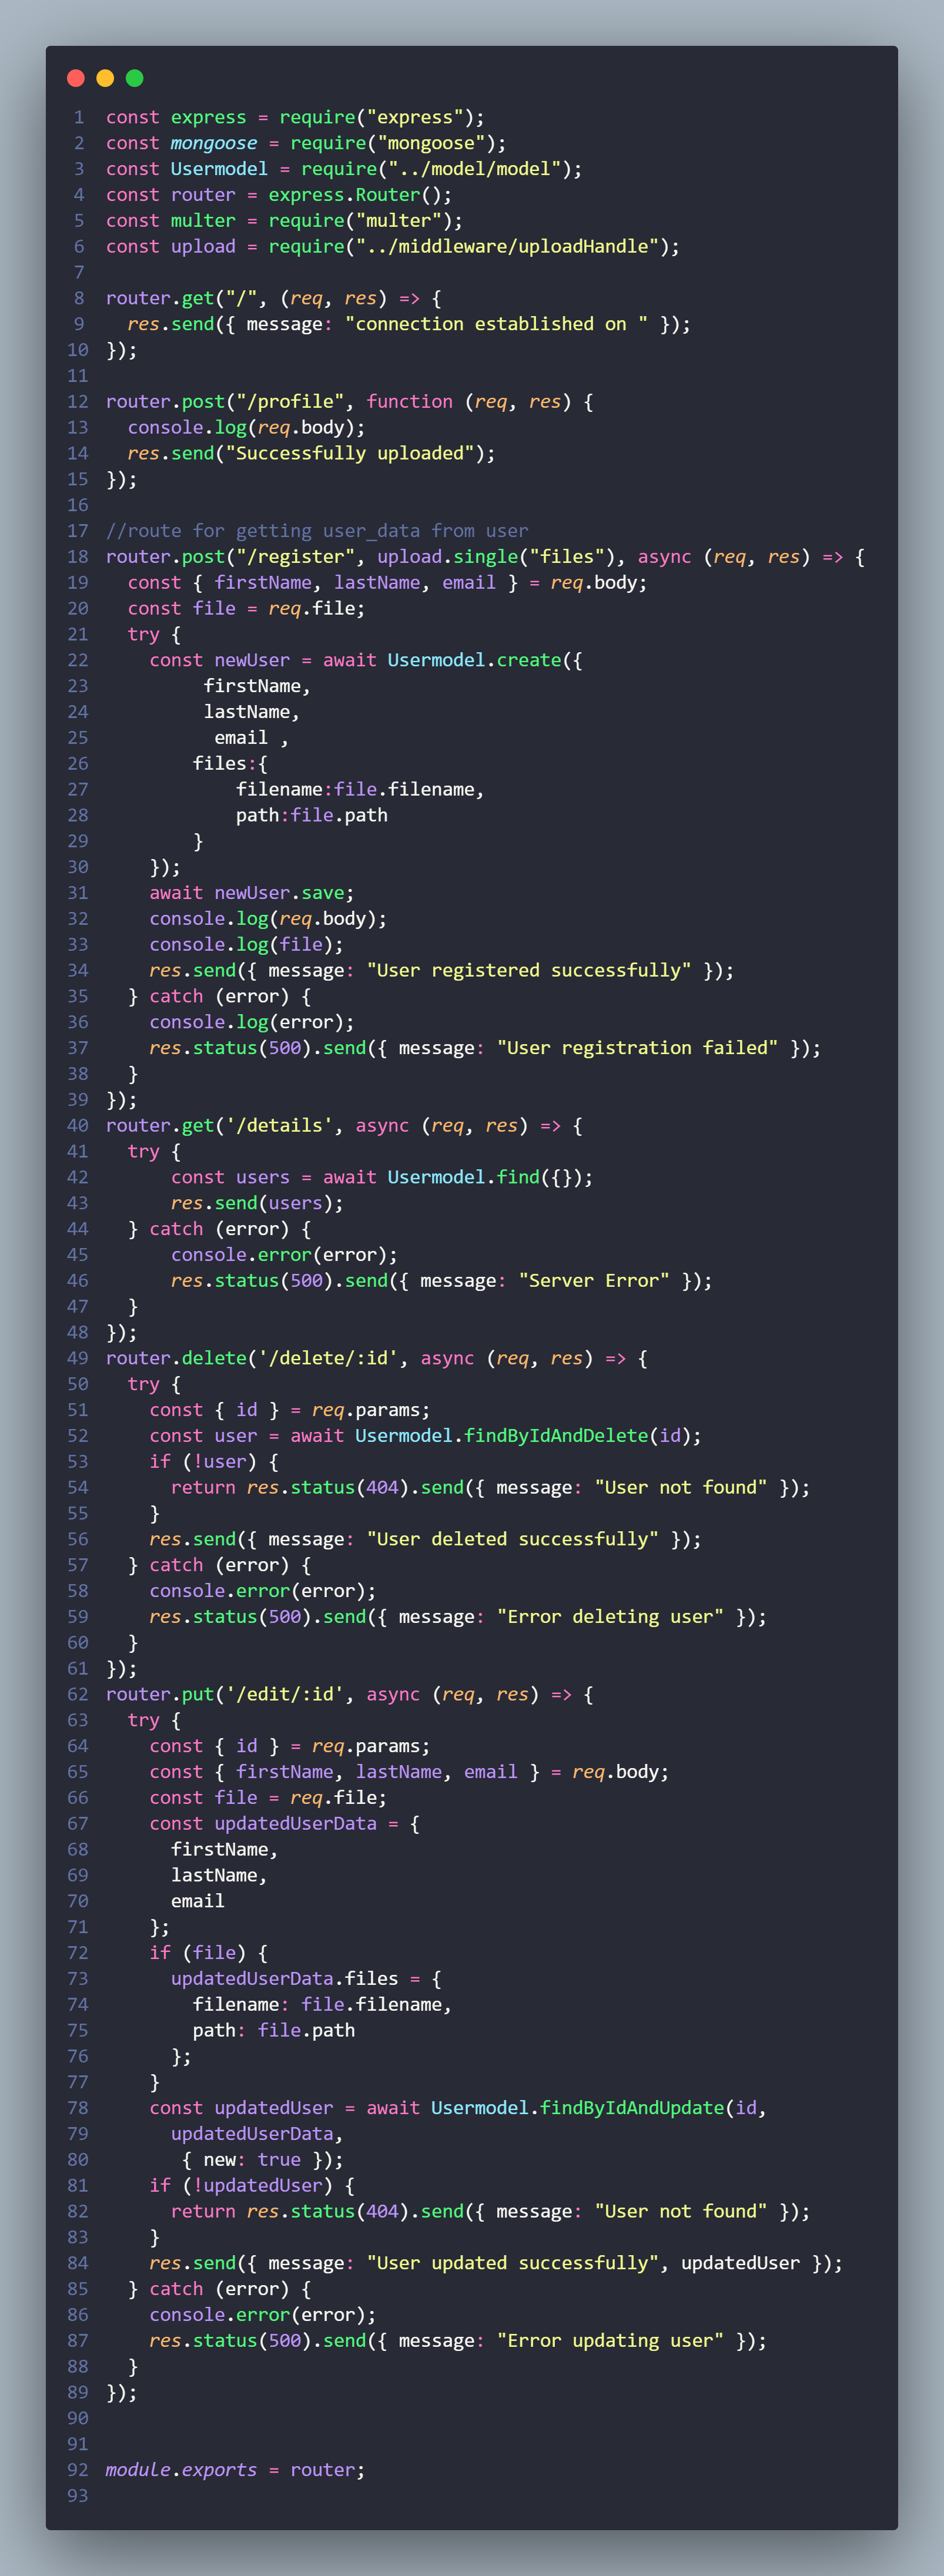 1 const express = require("express");
2 const mongoose = require("mongoose");
3 const Usermodel = require("../model/model");
4 const router = express.Router();
5 const multer = require("multer");
6 const upload = require("../middleware/uploadHandle");
7
8 router.get("/", (req, res) => {
9   res.send({ message: "connection established on " });
10 });
11
12 router.post("/profile", function (req, res) {
13   console.log(req.body);
14   res.send("Successfully uploaded");
15 });
16
17 //route for getting user_data from user
18 router.post("/register", upload.single("files"), async (req, res) => {
19   const { firstName, lastName, email } = req.body;
20   const file = req.file;
21   try {
22     const newUser = await Usermodel.create({
23          firstName,
24          lastName,
25           email ,
26         files:{
27             filename:file.filename,
28             path:file.path
29         }
30     });
31     await newUser.save;
32     console.log(req.body);
33     console.log(file);
34     res.send({ message: "User registered successfully" });
35   } catch (error) {
36     console.log(error);
37     res.status(500).send({ message: "User registration failed" });
38   }
39 });
40 router.get('/details', async (req, res) => {
41   try {
42       const users = await Usermodel.find({});
43       res.send(users);
44   } catch (error) {
45       console.error(error);
46       res.status(500).send({ message: "Server Error" });
47   }
48 });
49 router.delete('/delete/:id', async (req, res) => {
50   try {
51     const { id } = req.params;
52     const user = await Usermodel.findByIdAndDelete(id);
53     if (!user) {
54       return res.status(404).send({ message: "User not found" });
55     }
56     res.send({ message: "User deleted successfully" });
57   } catch (error) {
58     console.error(error);
59     res.status(500).send({ message: "Error deleting user" });
60   }
61 });
62 router.put('/edit/:id', async (req, res) => {
63   try {
64     const { id } = req.params;
65     const { firstName, lastName, email } = req.body;
66     const file = req.file;
67     const updatedUserData = {
68       firstName,
69       lastName,
70       email
71     };
72     if (file) {
73       updatedUserData.files = {
74         filename: file.filename,
75         path: file.path
76       };
77     }
78     const updatedUser = await Usermodel.findByIdAndUpdate(id,
79       updatedUserData,
80        { new: true });
81     if (!updatedUser) {
82       return res.status(404).send({ message: "User not found" });
83     }
84     res.send({ message: "User updated successfully", updatedUser });
85   } catch (error) {
86     console.error(error);
87     res.status(500).send({ message: "Error updating user" });
88   }
89 });
90
91
92 module.exports = router;
93